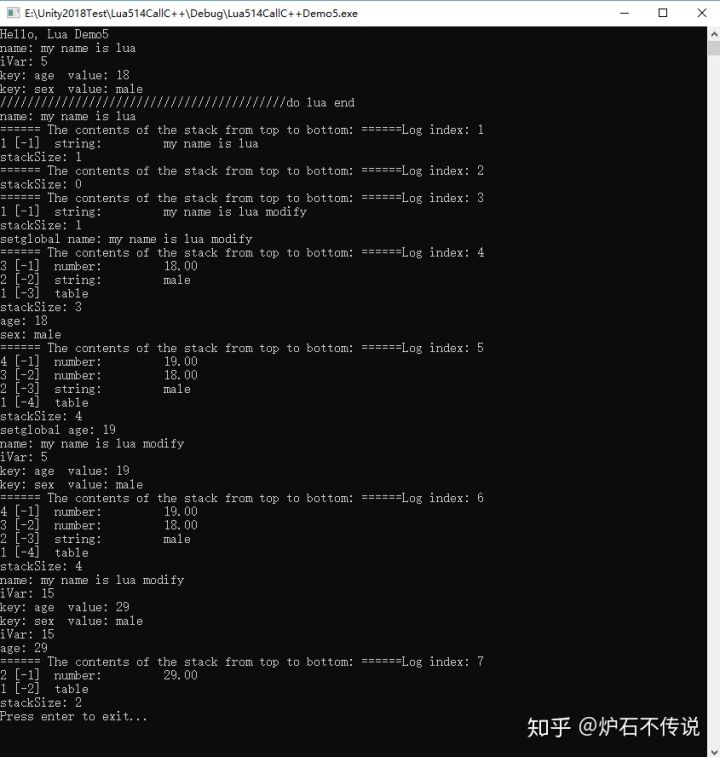 E:\Unity2018Test\Lua514CallC++\Debug\Lua514CallC++Demo5.exe
Hello, Lua Demo5
name: my name is lua
iVar: 5
key: age  value: 18
key: sex  value: male
//////////////////////////////////////////do lua end
name: my name is lua
====== The contents of the stack from top to bottom: ======Log index: 1
1 [-1]  string:         my name is lua
stackSize: 1
====== The contents of the stack from top to bottom: ======Log index: 2
stackSize: 0
====== The contents of the stack from top to bottom: ======Log index: 3
1 [-1]  string:         my name is lua modify
stackSize: 1
setglobal name: my name is lua modify
====== The contents of the stack from top to bottom: ======Log index: 4
3 [-1]  number:         18.00
2 [-2]  string:         male
1 [-3]  table
stackSize: 3
age: 18
sex: male
====== The contents of the stack from top to bottom: ======Log index: 5
4 [-1]  number:         19.00
3 [-2]  number:         18.00
2 [-3]  string:         male
1 [-4]  table
stackSize: 4
setglobal age: 19
name: my name is lua modify
iVar: 5
key: age  value: 19
key: sex  value: male
====== The contents of the stack from top to bottom: ======Log index: 6
4 [-1]  number:         19.00
3 [-2]  number:         18.00
2 [-3]  string:         male
1 [-4]  table
stackSize: 4
name: my name is lua modify
iVar: 15
key: age  value: 29
key: sex  value: male
iVar: 15
age: 29
====== The contents of the stack from top to bottom: ======Log index: 7
2 [-1]  number:         29.00
1 [-2]  table
stackSize: 2
Press enter to exit...
知乎 @炉石不传说